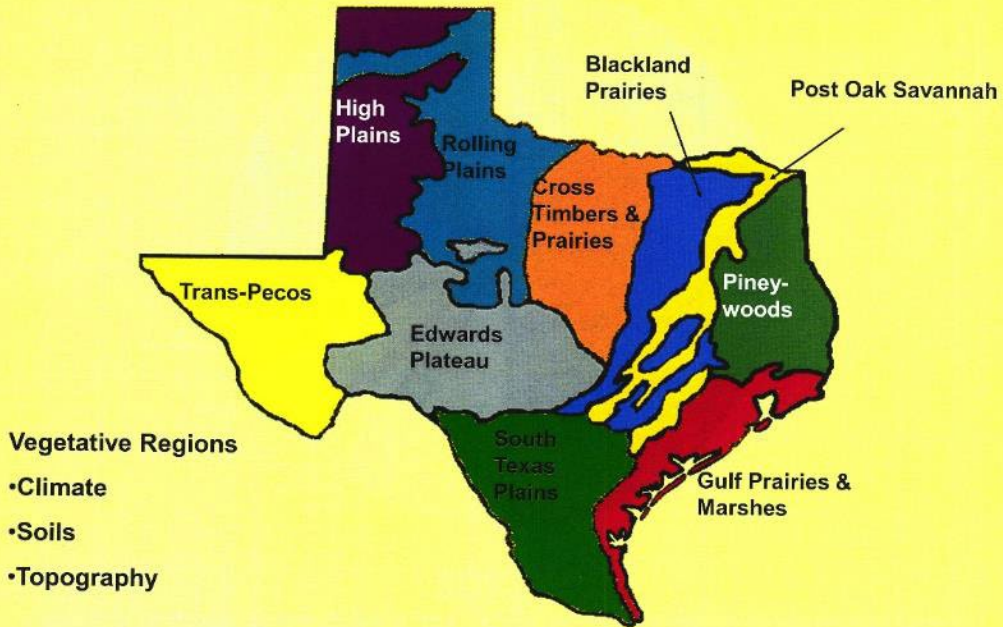 Blackland
Prairies
Post Oak Savannah
High
Plains
Rolling
Plains
Cross
Timbers &
Prairies
Piney-
woods
Trans-Pecos
Edwards
Plateau
South
Texas
Plains
Gulf Prairies &
Marshes
Vegetative Regions
•Climate
•Soils
•Topography